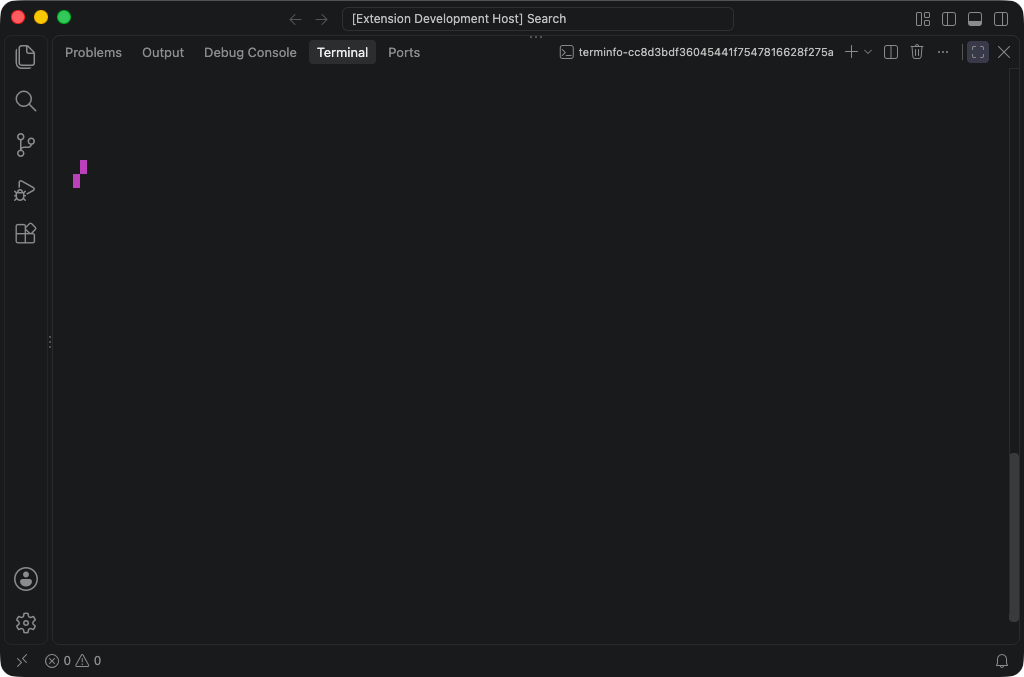 [Extension Development Host] Search
Problems Output Debug Console Terminal Ports terminfo-cc8d3bdf36045441f7547816628f275a
0 0